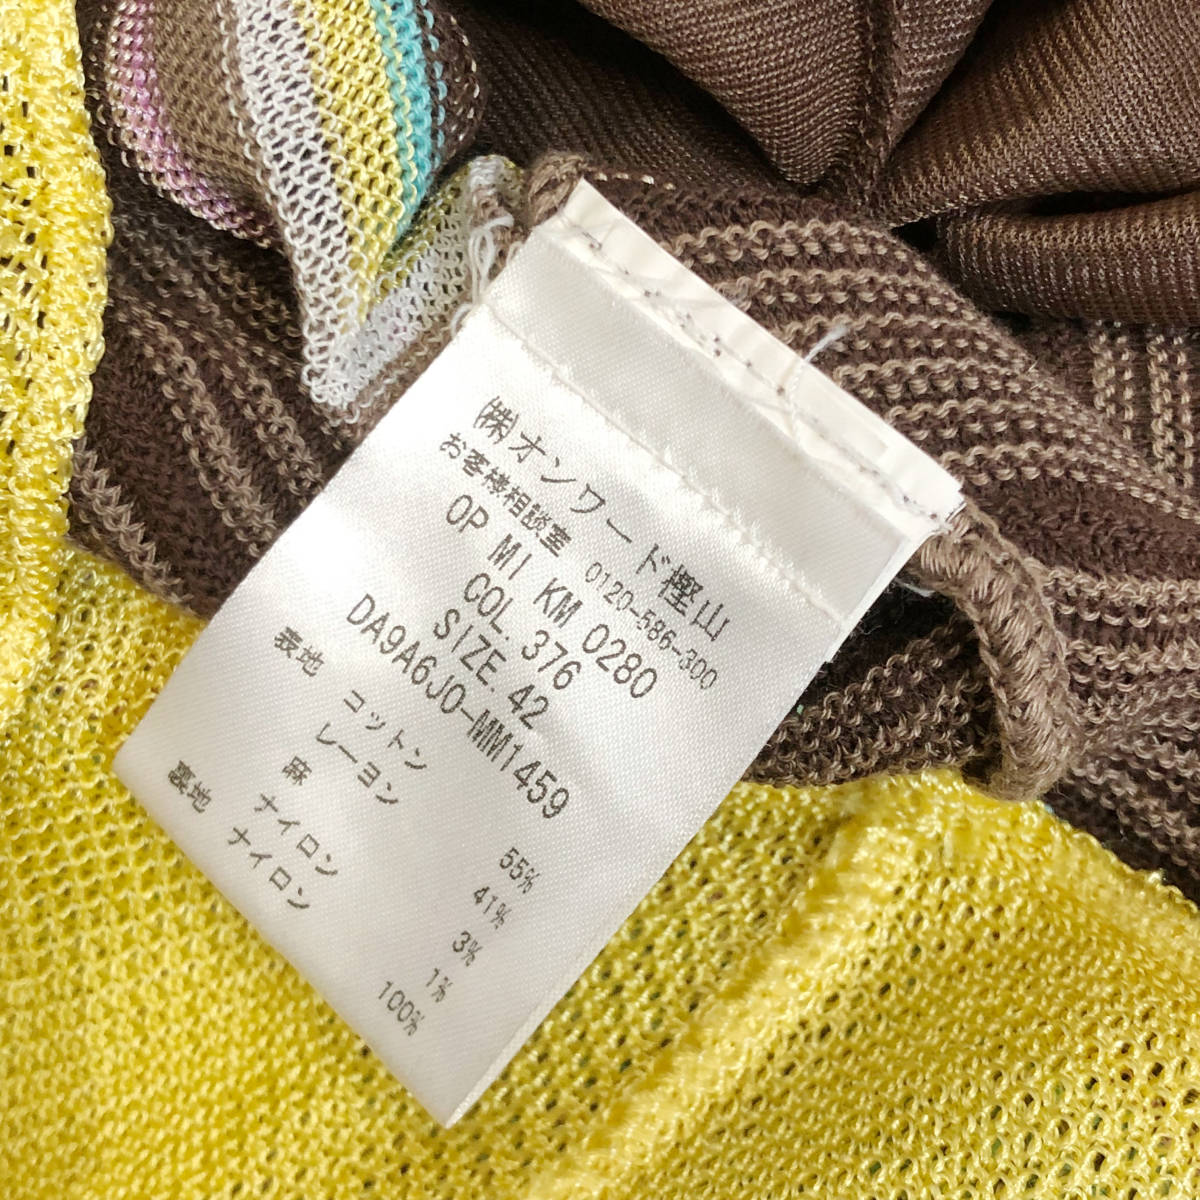 ㈱オンワード樫山
お客様相談室 0120-586-300
OP MI KM 0280
COL. 376
SIZE. 42
DA9A6J0-MM1459
表地 コットン 55%
レーヨン 41%
麻 3%
ナイロン 1%
裏地 ナイロン 100%